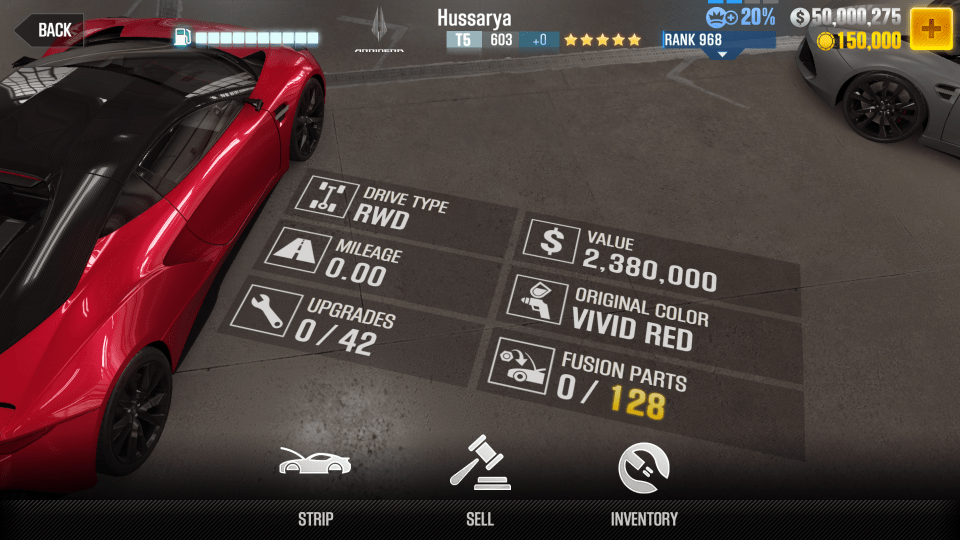 BACK
ARRINERA
Hussarya
T5 603 +0
20%
RANK 968
50,000,275
150,000
DRIVE TYPE
RWD
MILEAGE
0.00
UPGRADES
0 / 42
VALUE
2,380,000
ORIGINAL COLOR
VIVID RED
FUSION PARTS
0 / 128
STRIP
SELL
INVENTORY